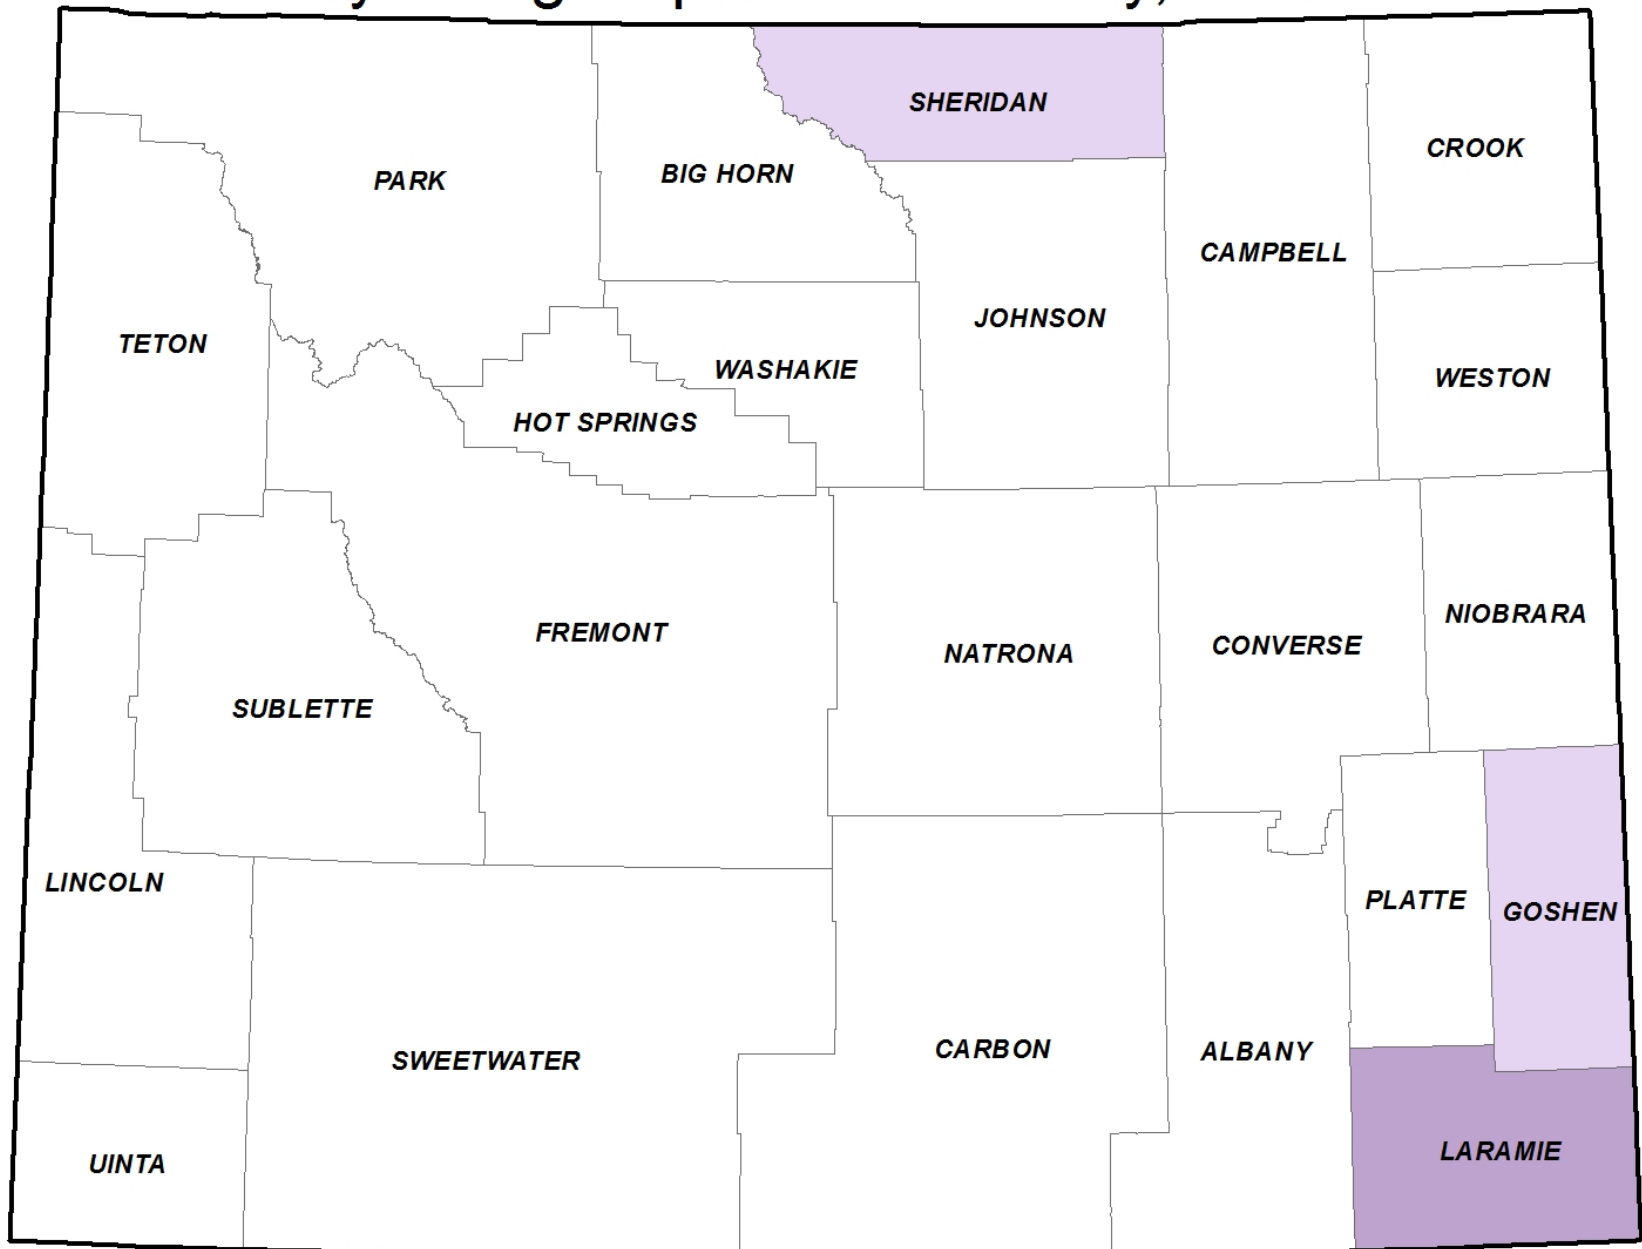 SHERIDAN
CROOK
BIG HORN
PARK
CAMPBELL
JOHNSON
TETON
WASHAKIE
WESTON
HOT SPRINGS
NIOBRARA
FREMONT
CONVERSE
NATRONA
SUBLETTE
LINCOLN
PLATTE
GOSHEN
CARBON
ALBANY
SWEETWATER
LARAMIE
UINTA